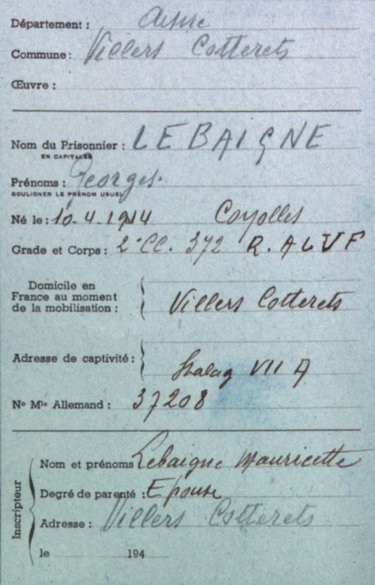 Département : Aisne
Commune : Villers Cotterets
Œuvre :
Nom du Prisonnier : LEBAIGNE
EN CAPITALES
Prénoms : Georges
SOULIGNER LE PRÉNOM USUEL
Né le : 10.4.1914 Coyolles
Grade et Corps : 2e CC. 372 R.ALVF
Domicile en
France au moment
de la mobilisation : Villers Cotterets
Adresse de captivité : Stalag VII A
No Mle Allemand : 37208
Inscripteur
Nom et prénoms Lebaigne Mauricette
Degré de parenté : Epouse
Adresse : Villers Cotterets
le 194